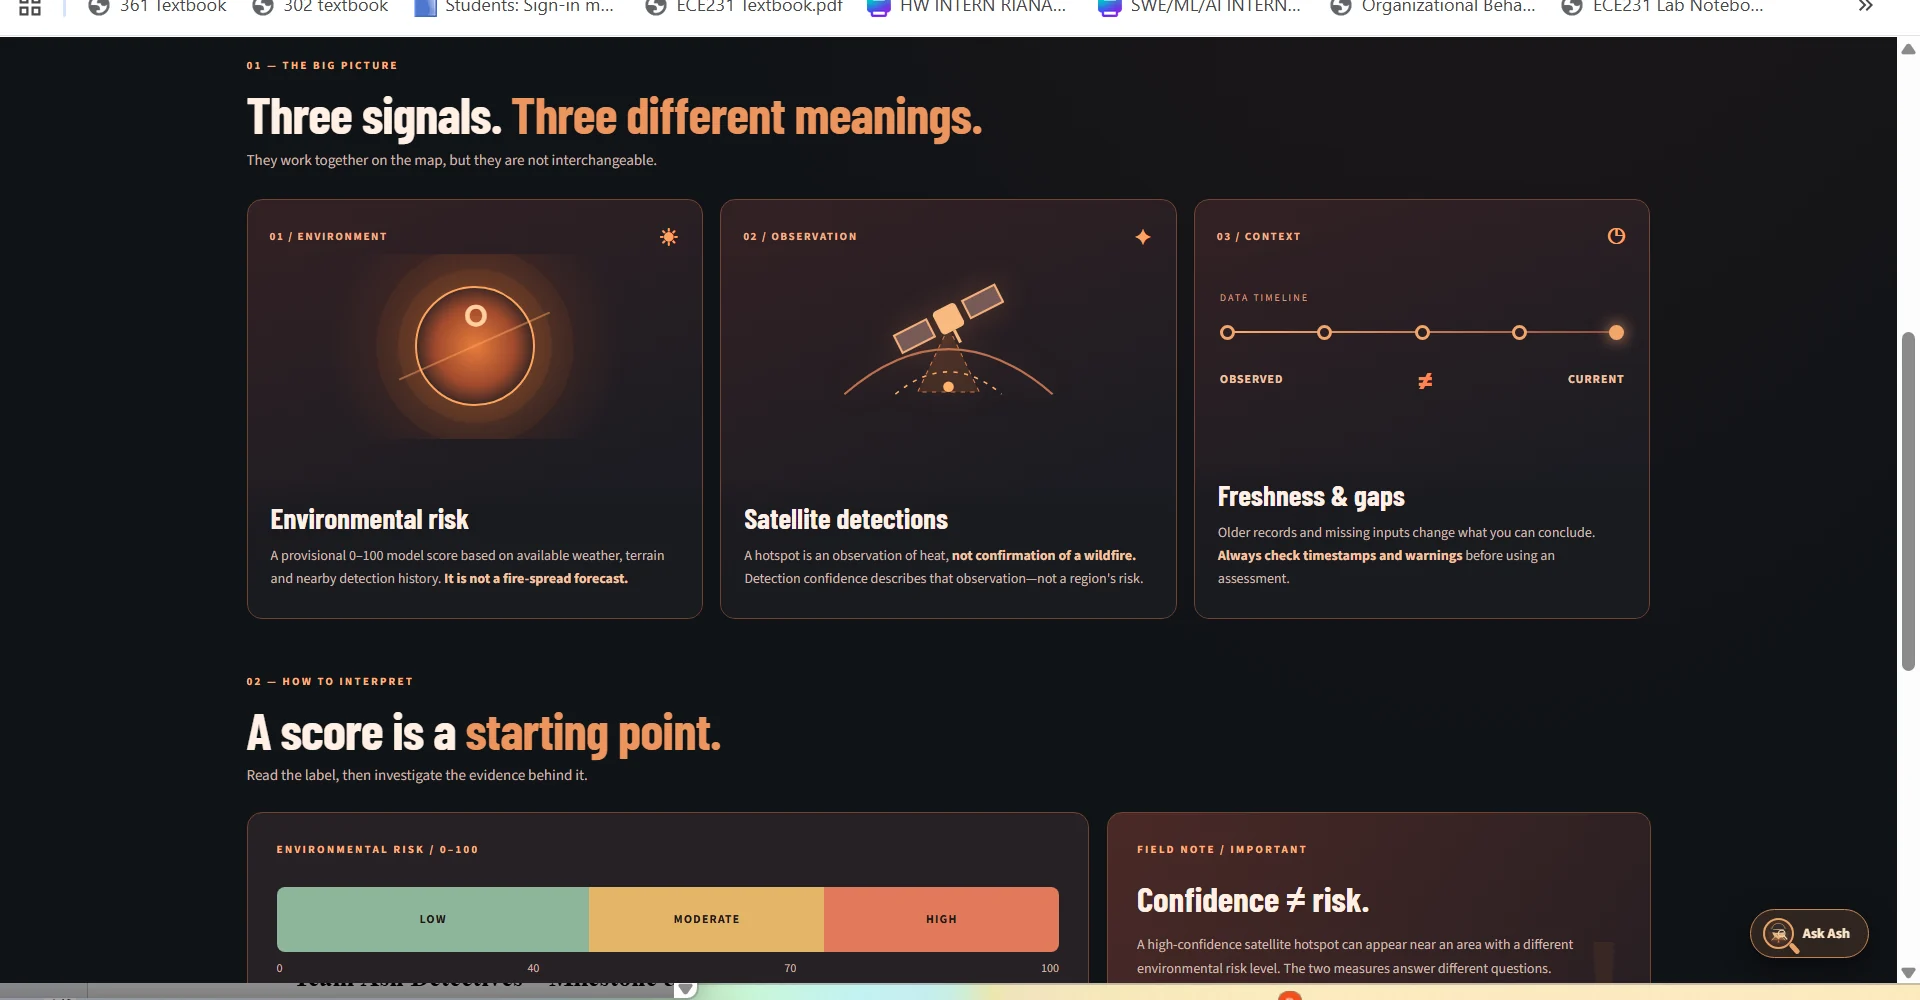 361 Textbook
302 textbook
Students: Sign-in m...
ECE231 Textbook.pdf
HW INTERN RIANA...
SWE/ML/AI INTERN...
Organizational Beha...
ECE231 Lab Notebo...
01 — THE BIG PICTURE
Three signals. Three different meanings.
They work together on the map, but they are not interchangeable.
01 / ENVIRONMENT
Environmental risk
A provisional 0–100 model score based on available weather, terrain
and nearby detection history. It is not a fire-spread forecast.
02 / OBSERVATION
Satellite detections
A hotspot is an observation of heat, not confirmation of a wildfire.
Detection confidence describes that observation—not a region's risk.
03 / CONTEXT
DATA TIMELINE
OBSERVED ≠ CURRENT
Freshness & gaps
Older records and missing inputs change what you can conclude.
Always check timestamps and warnings before using an
assessment.
02 — HOW TO INTERPRET
A score is a starting point.
Read the label, then investigate the evidence behind it.
ENVIRONMENTAL RISK / 0–100
LOW MODERATE HIGH
0 40 70 100
FIELD NOTE / IMPORTANT
Confidence ≠ risk.
A high-confidence satellite hotspot can appear near an area with a different
environmental risk level. The two measures answer different questions.
Ask Ash